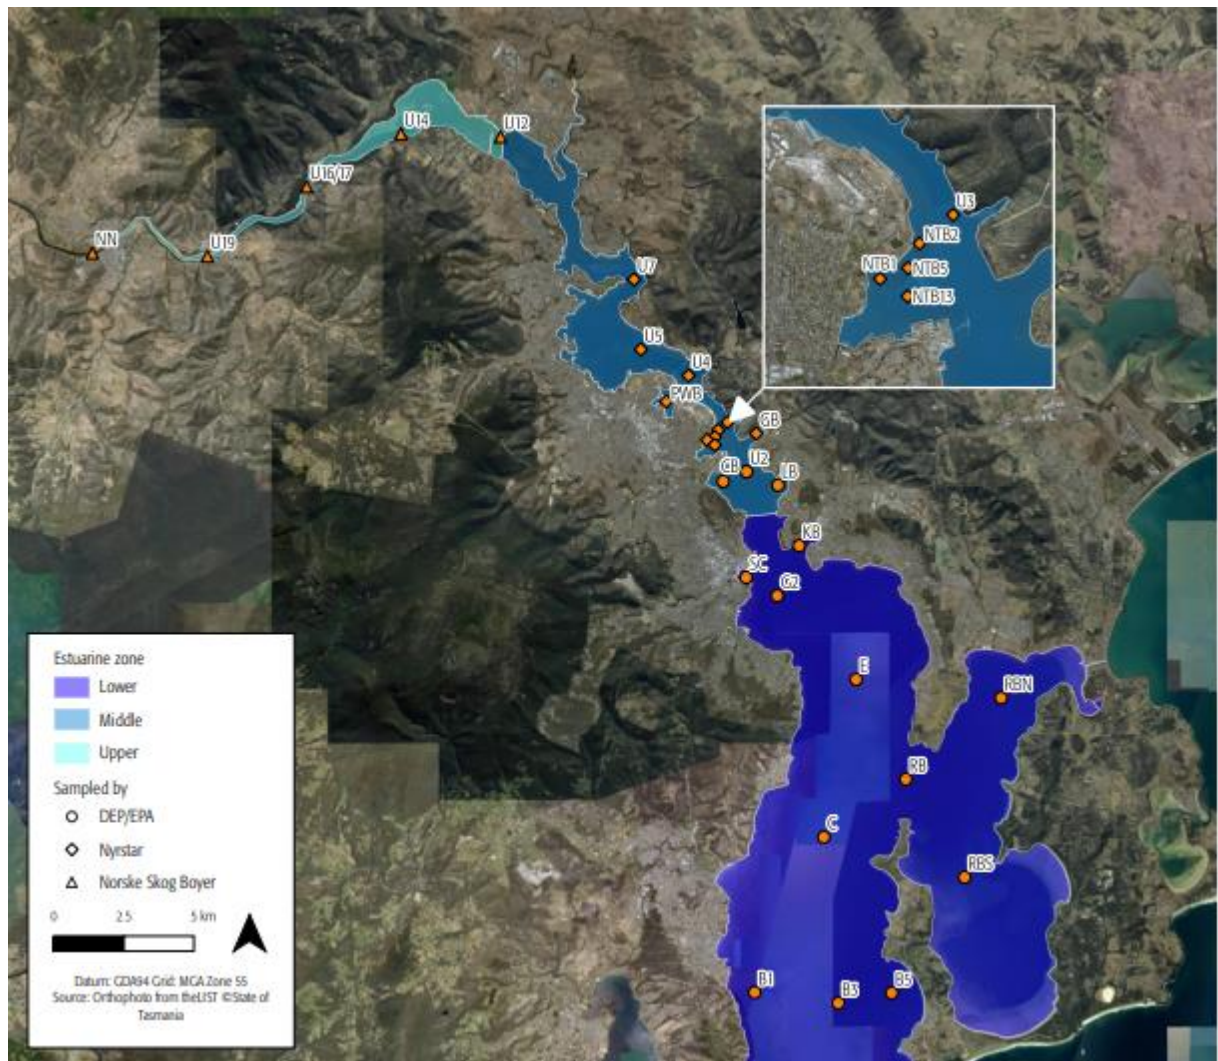 U14
U12
U16/17
NN
U19
U7
U5
U4
PWB
GB
U2
CB
LB
U3
NTB2
NTB1
NTB5
NTB13
KB
SC
G2
E
RBN
RB
C
RBS
B1
B3
B5
Estuarine zone
Lower
Middle
Upper
Sampled by
DEP/EPA
Nyrstar
Norske Skog Boyer
0 2.5 5 km
Datum: GDA94 Grid: MGA Zone 55
Source: Orthophoto from theLIST ©State of
Tasmania